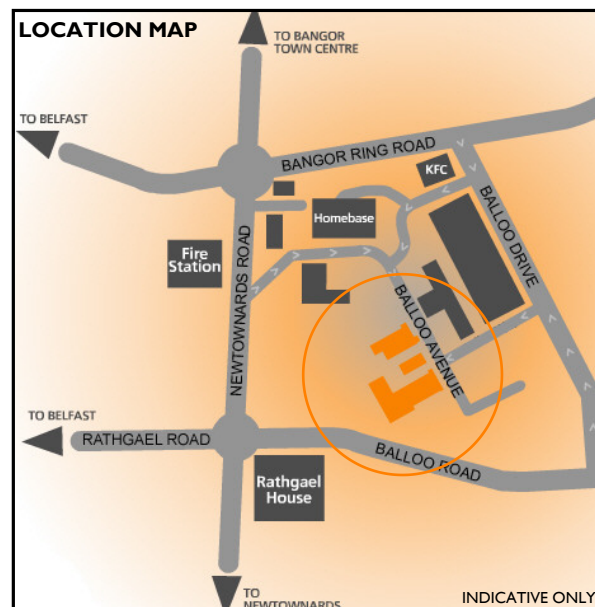 LOCATION MAP
TO BANGOR
TOWN CENTRE
TO BELFAST
BANGOR RING ROAD
KFC
Homebase
BALLOO DRIVE
Fire
Station
NEWTOWNARDS ROAD
BALLOO AVENUE
TO BELFAST
RATHGAEL ROAD
BALLOO ROAD
Rathgael
House
TO
NEWTOWNARDS
INDICATIVE ONLY